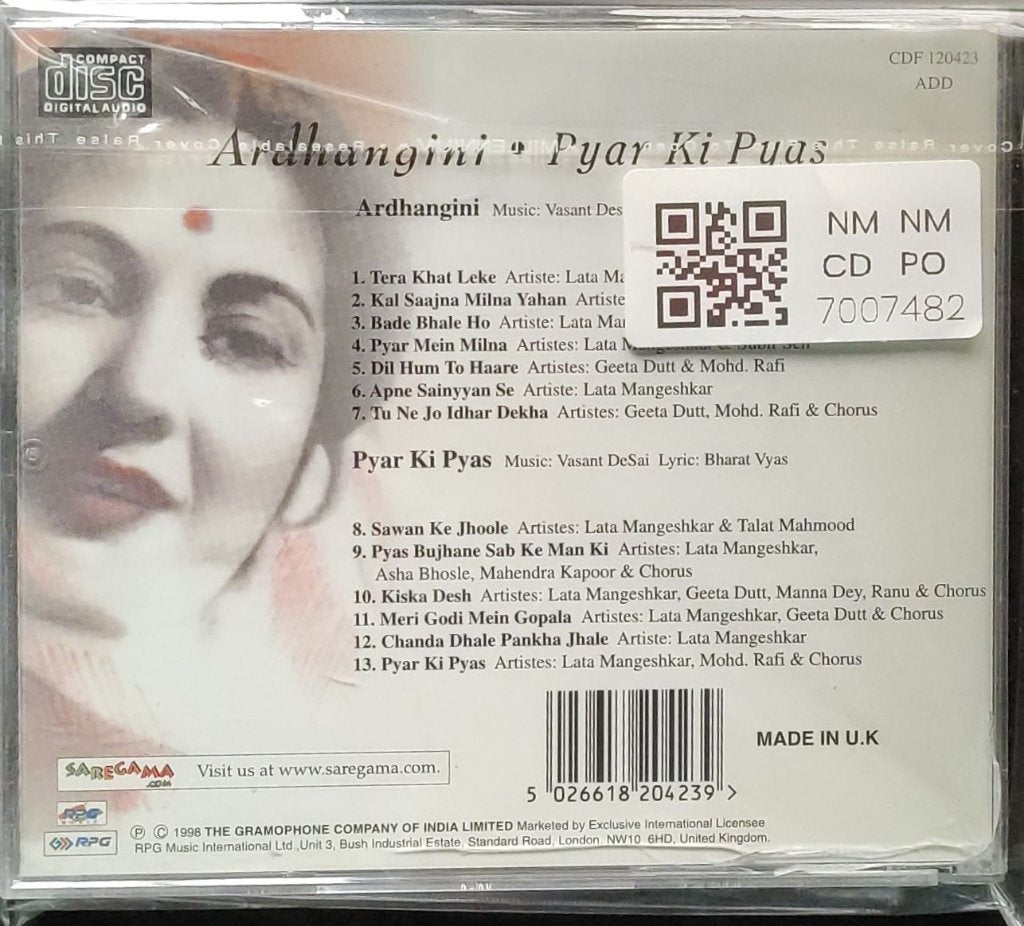 COMPACT
disc
DIGITAL AUDIO
CDF 120423
ADD
Cover Raise This
Ardhangini • Pyar Ki Pyas
Ardhangini Music: Vasant Des
NM NM
CD PO
7007482
1. Tera Khat Leke Artiste: Lata Ma
2. Kal Saajna Milna Yahan Artiste
3. Bade Bhale Ho Artiste: Lata Ma
4. Pyar Mein Milna Artistes: Lata Mangeshkar & Subir Sen
5. Dil Hum To Haare Artistes: Geeta Dutt & Mohd. Rafi
6. Apne Sainyyan Se Artiste: Lata Mangeshkar
7. Tu Ne Jo Idhar Dekha Artistes: Geeta Dutt, Mohd. Rafi & Chorus
Pyar Ki Pyas Music: Vasant DeSai Lyric: Bharat Vyas
8. Sawan Ke Jhoole Artistes: Lata Mangeshkar & Talat Mahmood
9. Pyas Bujhane Sab Ke Man Ki Artistes: Lata Mangeshkar,
Asha Bhosle, Mahendra Kapoor & Chorus
10. Kiska Desh Artistes: Lata Mangeshkar, Geeta Dutt, Manna Dey, Ranu & Chorus
11. Meri Godi Mein Gopala Artistes: Lata Mangeshkar, Geeta Dutt & Chorus
12. Chanda Dhale Pankha Jhale Artiste: Lata Mangeshkar
13. Pyar Ki Pyas Artistes: Lata Mangeshkar, Mohd. Rafi & Chorus
MADE IN U.K
SAREGAMA
.COM
Visit us at www.saregama.com.
5 026618 204239 >
RPG
MUSIC
RPG
Ⓟ © 1998 THE GRAMOPHONE COMPANY OF INDIA LIMITED Marketed by Exclusive International Licensee
RPG Music International Ltd.,Unit 3, Bush Industrial Estate, Standard Road, London. NW10 6HD, United Kingdom.